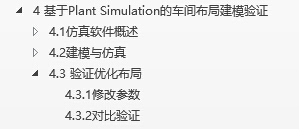 4 基于Plant Simulation的车间布局建模验证
4.1仿真软件概述
4.2建模与仿真
4.3 验证优化布局
4.3.1修改参数
4.3.2对比验证